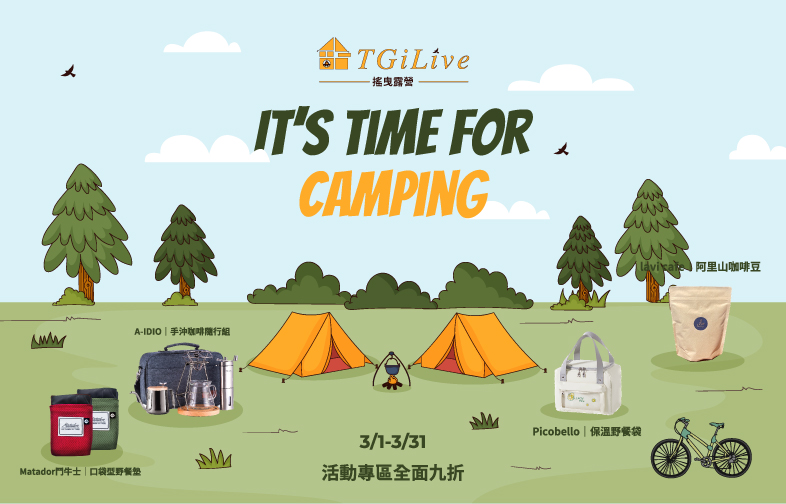 TGiLive
搖曳露營
IT'S TIME FOR
CAMPING
阿里山咖啡豆
A-IDIO｜手沖咖啡隨行組
Picobello｜保溫野餐袋
Matador鬥牛士｜口袋型野餐墊
3/1-3/31
活動專區全面九折